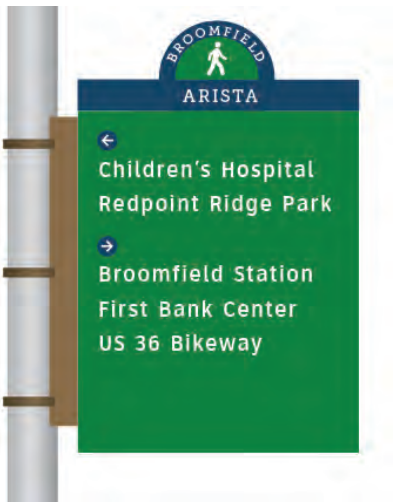 BROOMFIELD
ARISTA
←
Children's Hospital
Redpoint Ridge Park
→
Broomfield Station
First Bank Center
US 36 Bikeway